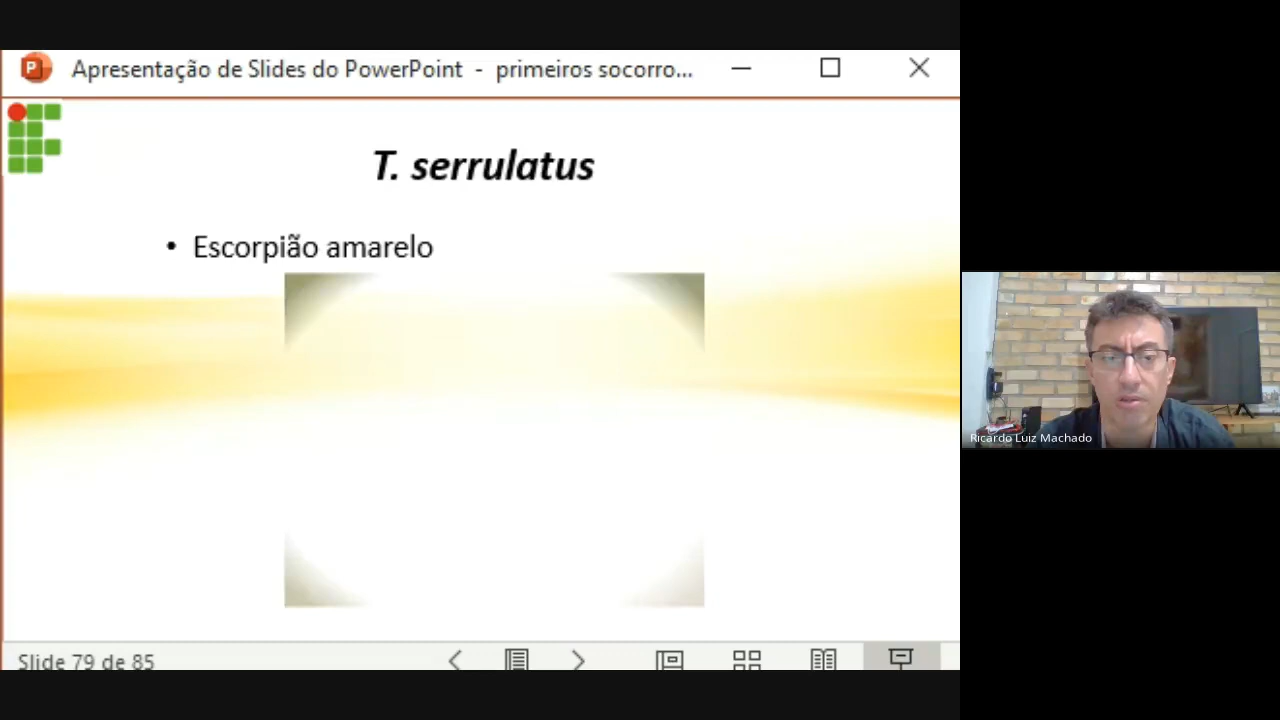 Apresentação de Slides do PowerPoint - primeiros socorro...
T. serrulatus
• Escorpião amarelo
Slide 79 de 85
Ricardo Luiz Machado